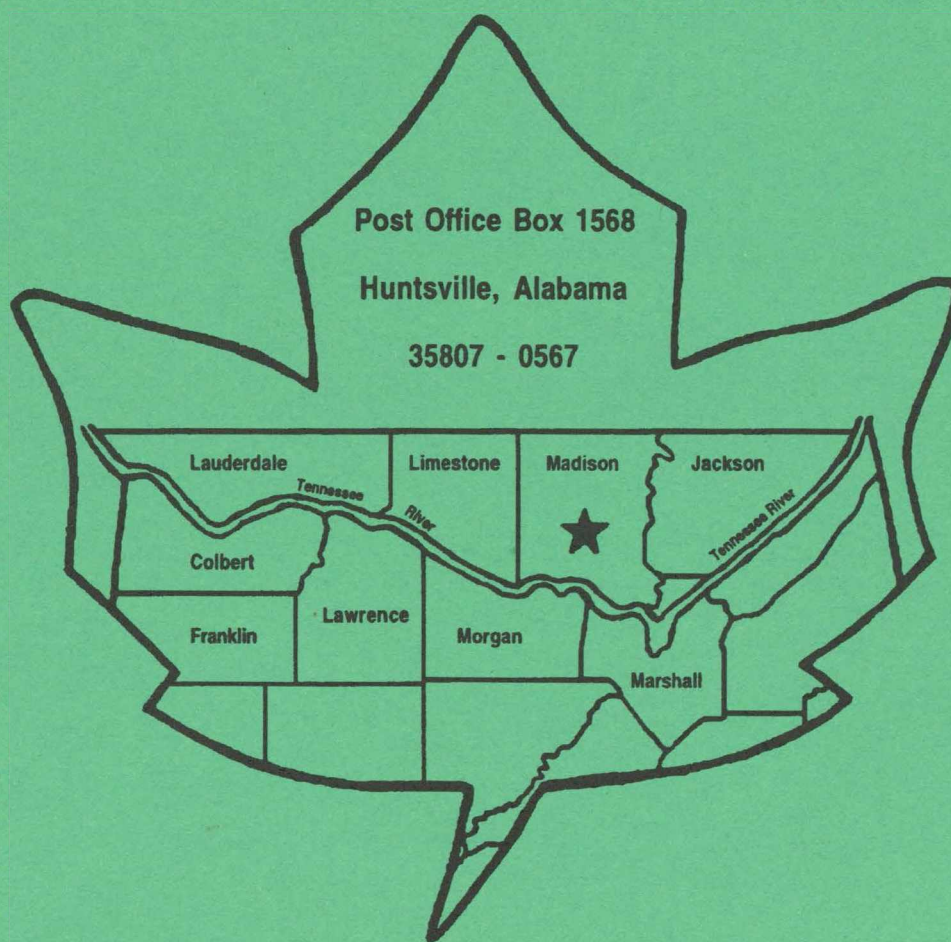 Post Office Box 1568
Huntsville, Alabama
35807 - 0567
Lauderdale
Limestone
Madison
Jackson
Tennessee
River
Tennessee River
Colbert
Lawrence
Franklin
Morgan
Marshall